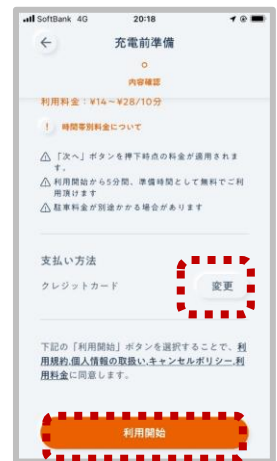 SoftBank 4G 20:18
充電前準備
内容確認
利用料金：¥14～¥28/10分
! 時間帯別料金について
「次へ」ボタンを押下時点の料金が適用されま
す。
利用開始から5分間、準備時間として無料でご利
用頂けます
駐車料金が別途かかる場合があります
支払い方法
クレジットカード 変更
下記の「利用開始」ボタンを選択することで、利
用規約,個人情報の取扱い,キャンセルポリシー,利
用料金に同意します。
利用開始